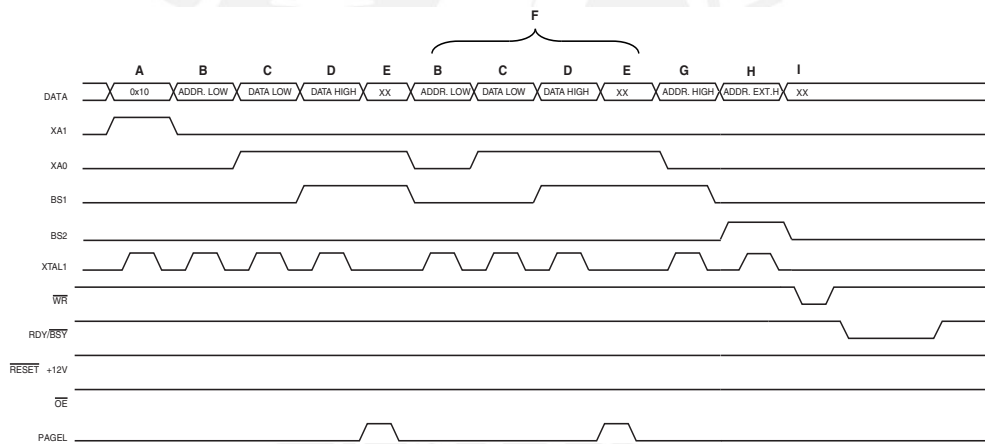 F
A B C D E B C D E G H I
DATA 0x10 ADDR. LOW DATA LOW DATA HIGH XX ADDR. LOW DATA LOW DATA HIGH XX ADDR. HIGH ADDR. EXT.H XX
XA1
XA0
BS1
BS2
XTAL1
WR
RDY/BSY
RESET +12V
OE
PAGEL